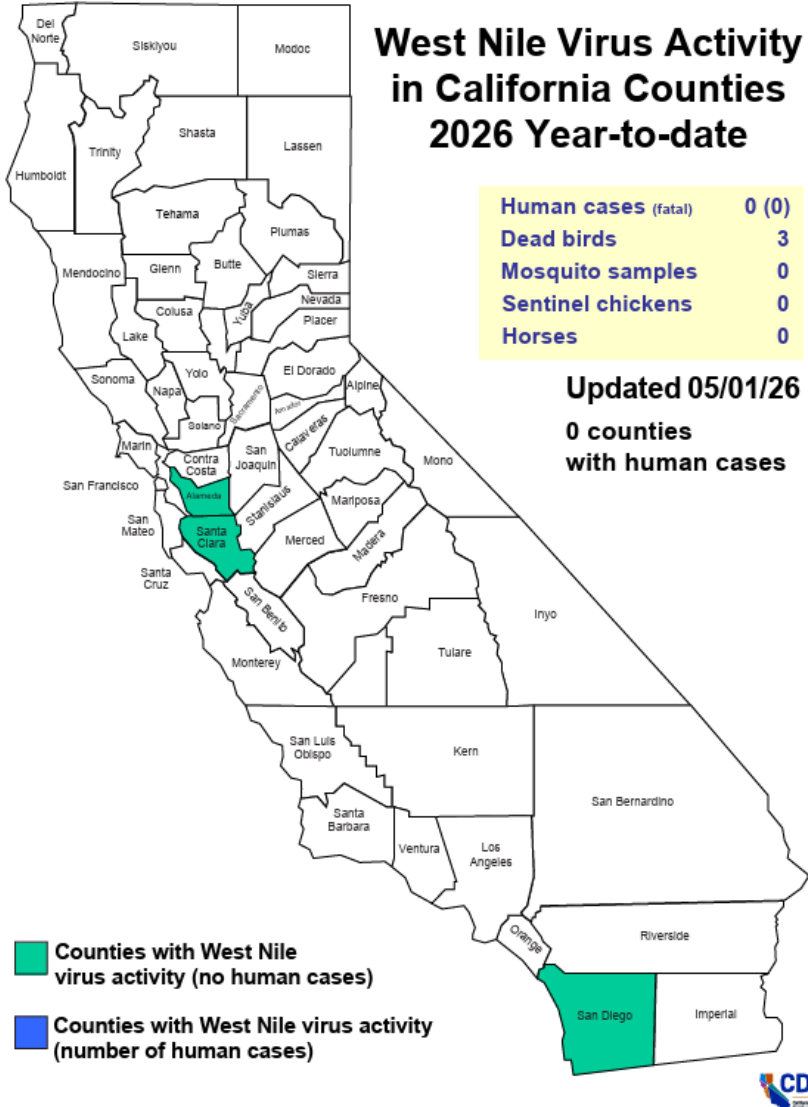 West Nile Virus Activity
in California Counties
2026 Year-to-date
Human cases (fatal) 0 (0)
Dead birds 3
Mosquito samples 0
Sentinel chickens 0
Horses 0
Updated 05/01/26
0 counties
with human cases
Del
Norte
Siskiyou
Modoc
Humboldt
Trinity
Shasta
Lassen
Tehama
Plumas
Mendocino
Glenn
Butte
Sierra
Colusa
Yuba
Nevada
Placer
Lake
Sonoma
Napa
Yolo
Sacramento
El Dorado
Alpine
Amador
Solano
Calaveras
Marin
Contra
Costa
San
Joaquin
Tuolumne
Mono
San Francisco
Alameda
Stanislaus
Mariposa
San
Mateo
Santa
Clara
Merced
Madera
Santa
Cruz
San Benito
Fresno
Inyo
Monterey
Tulare
San Luis
Obispo
Kern
San Bernardino
Santa
Barbara
Ventura
Los
Angeles
Orange
Riverside
San Diego
Imperial
Counties with West Nile
virus activity (no human cases)
Counties with West Nile virus activity
(number of human cases)
CD